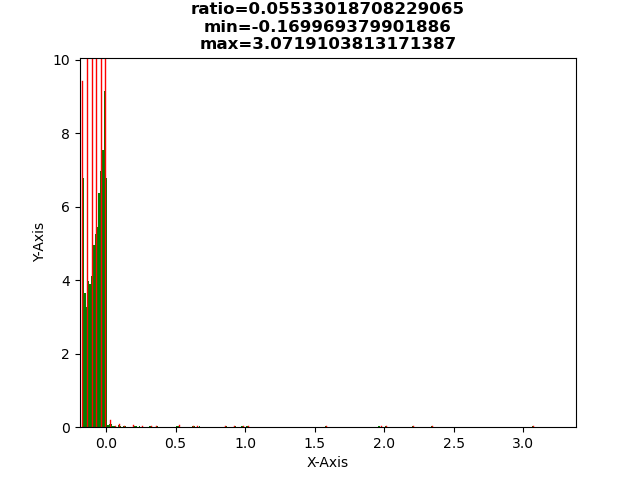 ratio=0.05533018708229065
min=-0.169969379901886
max=3.0719103813171387
10
8
6
4
2
0
Y-Axis
0.0 0.5 1.0 1.5 2.0 2.5 3.0
X-Axis